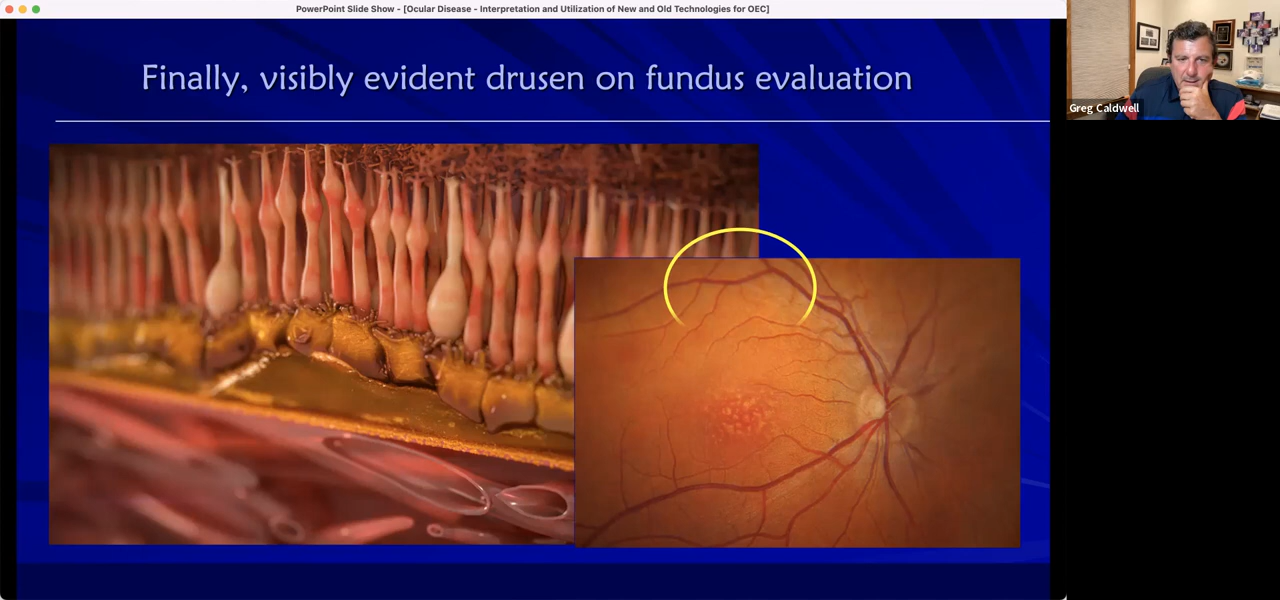 PowerPoint Slide Show - [Ocular Disease - Interpretation and Utilization of New and Old Technologies for OEC]
Finally, visibly evident drusen on fundus evaluation
Greg Caldwell